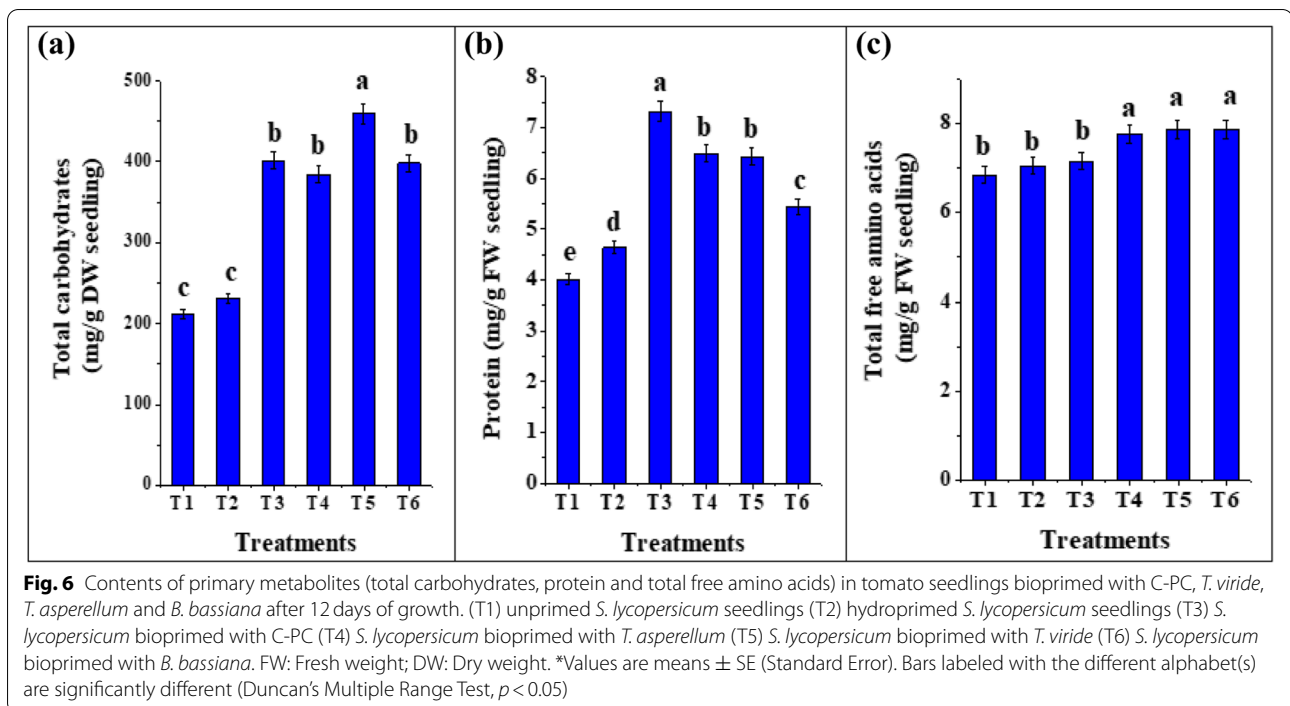 (a)
Total carbohydrates
(mg/g DW seedling)
500
400
300
200
100
0
c
c
b
b
a
b
T1 T2 T3 T4 T5 T6
Treatments
(b)
Protein (mg/g FW seedling)
8
7
6
5
4
3
2
1
0
e
d
a
b
b
c
T1 T2 T3 T4 T5 T6
Treatments
(c)
Total free amino acids
(mg/g FW seedling)
8
6
4
2
0
b
b
b
a
a
a
T1 T2 T3 T4 T5 T6
Treatments
Fig. 6 Contents of primary metabolites (total carbohydrates, protein and total free amino acids) in tomato seedlings bioprimed with C-PC, T. viride,
T. asperellum and B. bassiana after 12 days of growth. (T1) unprimed S. lycopersicum seedlings (T2) hydroprimed S. lycopersicum seedlings (T3) S.
lycopersicum bioprimed with C-PC (T4) S. lycopersicum bioprimed with T. asperellum (T5) S. lycopersicum bioprimed with T. viride (T6) S. lycopersicum
bioprimed with B. bassiana. FW: Fresh weight; DW: Dry weight. *Values are means ± SE (Standard Error). Bars labeled with the different alphabet(s)
are significantly different (Duncan's Multiple Range Test, p < 0.05)